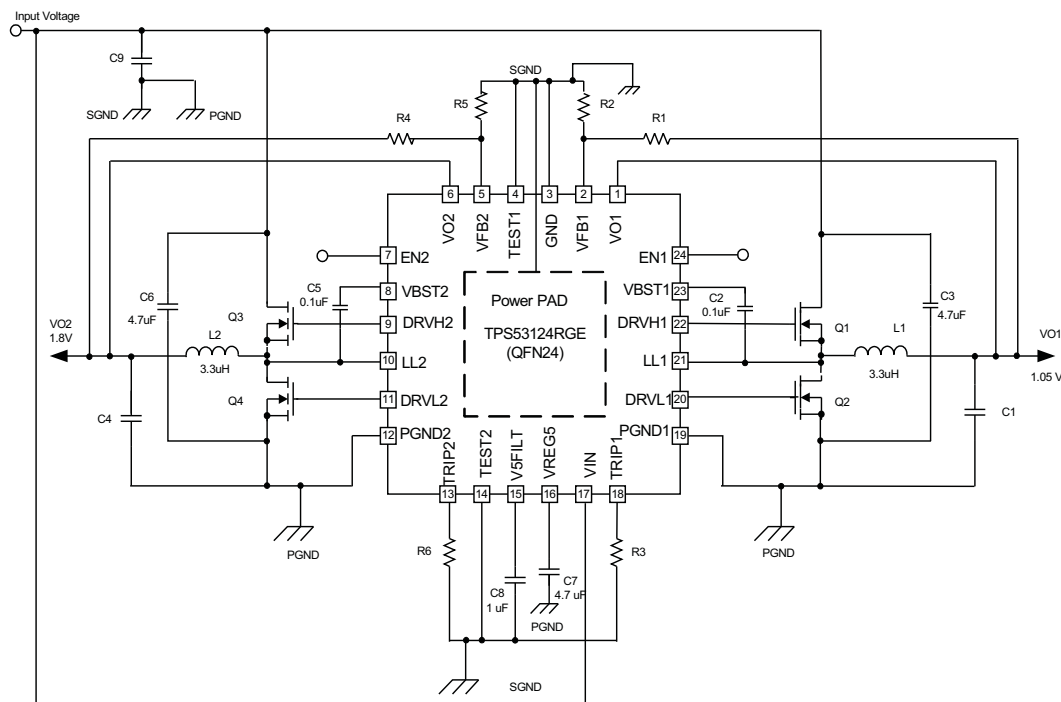 Input Voltage
C9
SGND
PGND
SGND
R5
R2
R4
R1
6
5
4
3
2
1
VO2
VFB2
TEST1
GND
VFB1
VO1
7
EN2
EN1
24
C6
4.7uF
C5
0.1uF
8
VBST2
VBST1
23
C2
0.1uF
C3
4.7uF
Power PAD
TPS53124RGE
(QFN24)
Q3
9
DRVH2
DRVH1
22
Q1
VO2
1.8V
L2
3.3uH
10
LL2
LL1
21
L1
3.3uH
VO1
1.05 V
Q4
11
DRVL2
DRVL1
20
Q2
C4
C1
12
PGND2
PGND1
19
TRIP2
TEST2
V5FILT
VREG5
VIN
TRIP1
13
14
15
16
17
18
PGND
PGND
R6
R3
C8
1 uF
C7
4.7 uF
PGND
SGND